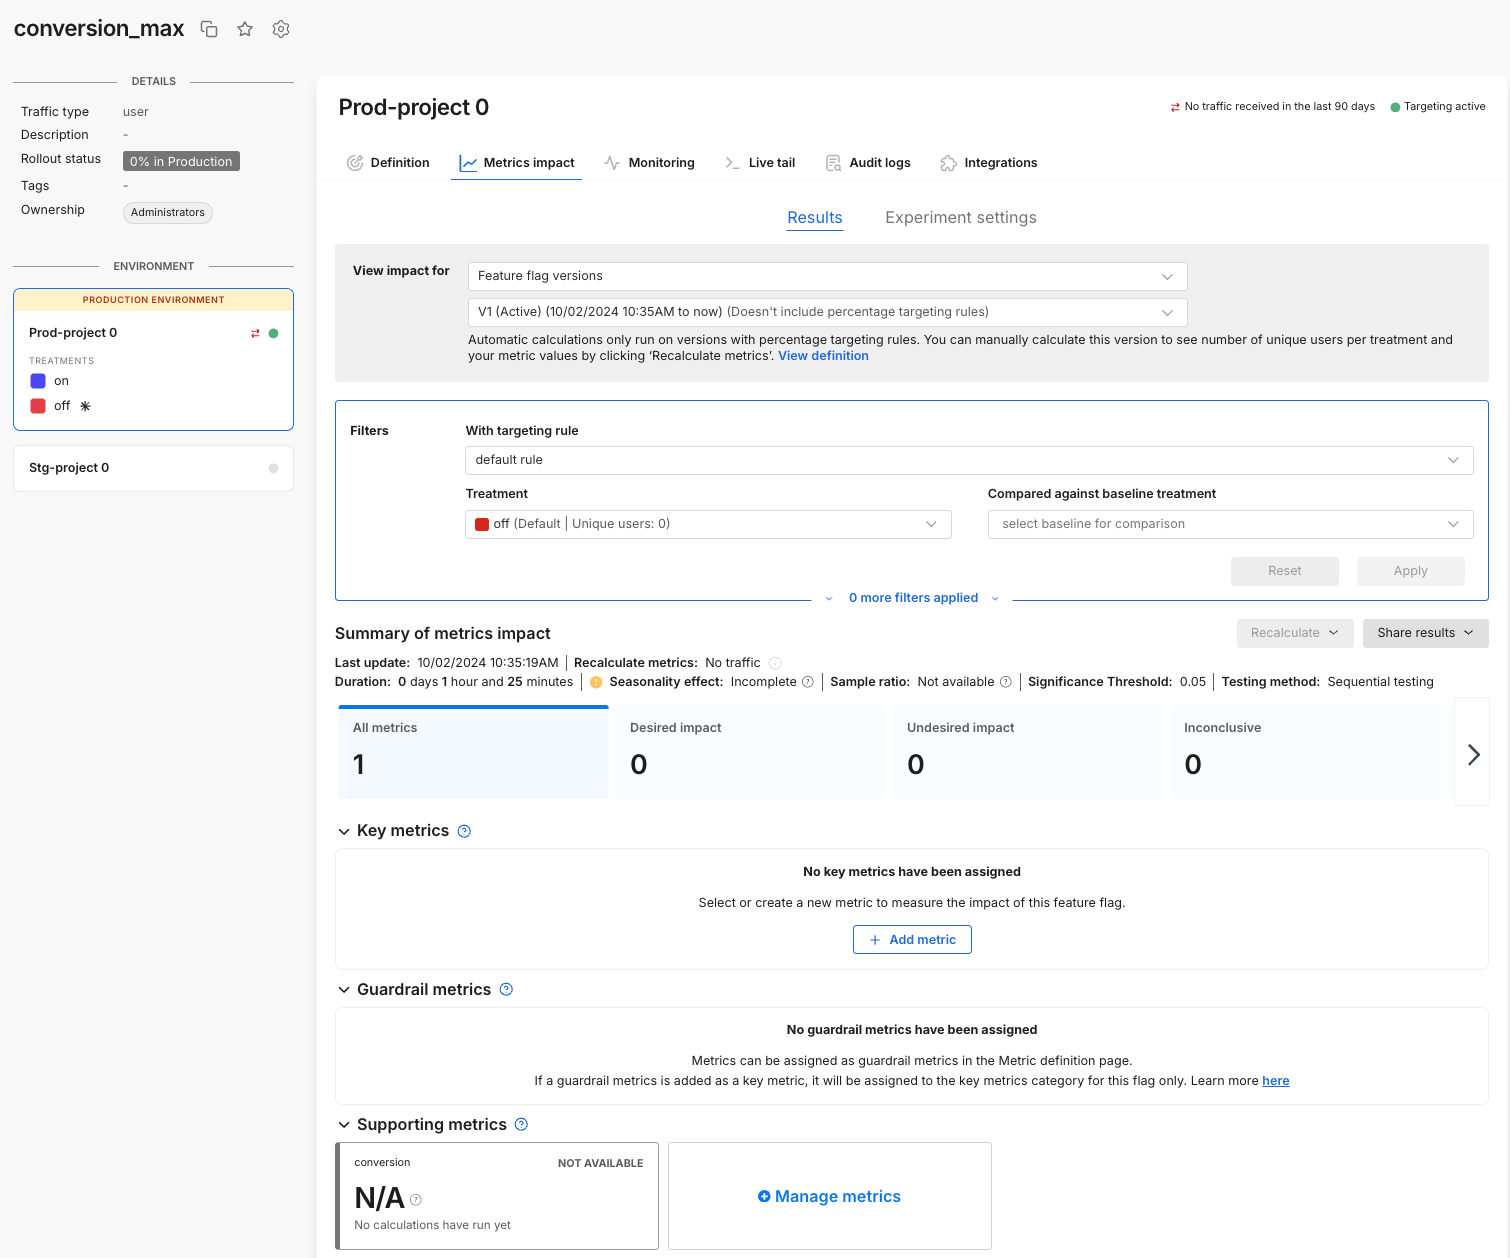 conversion_max
DETAILS
Traffic type user
Description -
Rollout status 0% in Production
Tags -
Ownership Administrators
ENVIRONMENT
PRODUCTION ENVIRONMENT
Prod-project 0
TREATMENTS
on
off
Stg-project 0
Prod-project 0
No traffic received in the last 90 days Targeting active
Definition Metrics impact Monitoring Live tail Audit logs Integrations
Results Experiment settings
View impact for Feature flag versions
V1 (Active) (10/02/2024 10:35AM to now) (Doesn't include percentage targeting rules)
Automatic calculations only run on versions with percentage targeting rules. You can manually calculate this version to see number of unique users per treatment and
your metric values by clicking ‘Recalculate metrics’. View definition
Filters With targeting rule
default rule
Treatment Compared against baseline treatment
off (Default | Unique users: 0) select baseline for comparison
Reset Apply
0 more filters applied
Summary of metrics impact Recalculate Share results
Last update: 10/02/2024 10:35:19AM | Recalculate metrics: No traffic
Duration: 0 days 1 hour and 25 minutes | Seasonality effect: Incomplete | Sample ratio: Not available | Significance Threshold: 0.05 | Testing method: Sequential testing
All metrics Desired impact Undesired impact Inconclusive
1 0 0 0
Key metrics
No key metrics have been assigned
Select or create a new metric to measure the impact of this feature flag.
+ Add metric
Guardrail metrics
No guardrail metrics have been assigned
Metrics can be assigned as guardrail metrics in the Metric definition page.
If a guardrail metrics is added as a key metric, it will be assigned to the key metrics category for this flag only. Learn more here
Supporting metrics
conversion NOT AVAILABLE
N/A
No calculations have run yet
Manage metrics